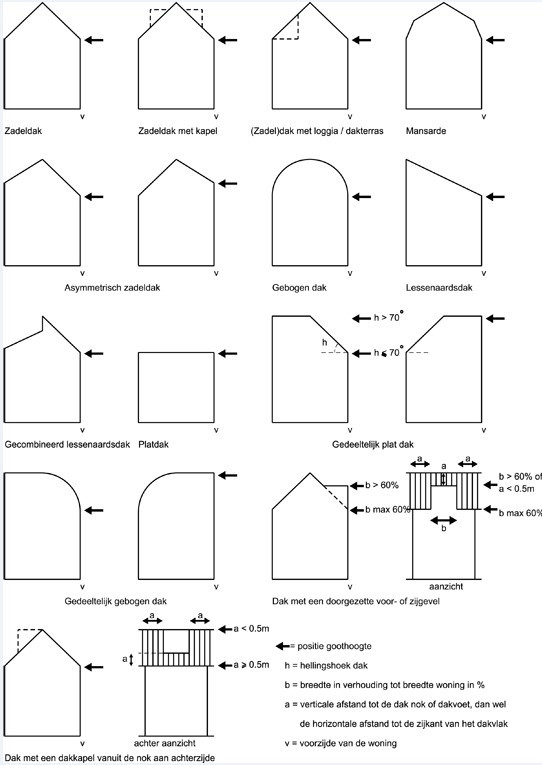 v v v v
Zadeldak Zadeldak met kapel (Zadel)dak met loggia / dakterras Mansarde
v v v v
Asymmetrisch zadeldak Gebogen dak Lessenaardsdak
h > 70°
h
h ⩽ 70°
v v v v
Gecombineerd lessenaardsdak Platdak Gedeeltelijk plat dak
a a a
b > 60% b > 60% of
a < 0.5m
b max 60% b max 60%
b
v v v aanzicht
Gedeeltelijk gebogen dak Dak met een doorgezette voor- of zijgevel
a a
a < 0.5m
= positie goothoogte
a a ⩾ 0.5m
h = hellingshoek dak
b = breedte in verhouding tot breedte woning in %
a = verticale afstand tot de dak nok of dakvoet, dan wel
de horizontale afstand tot de zijkant van het dakvlak
v achter aanzicht v = voorzijde van de woning
Dak met een dakkapel vanuit de nok aan achterzijde